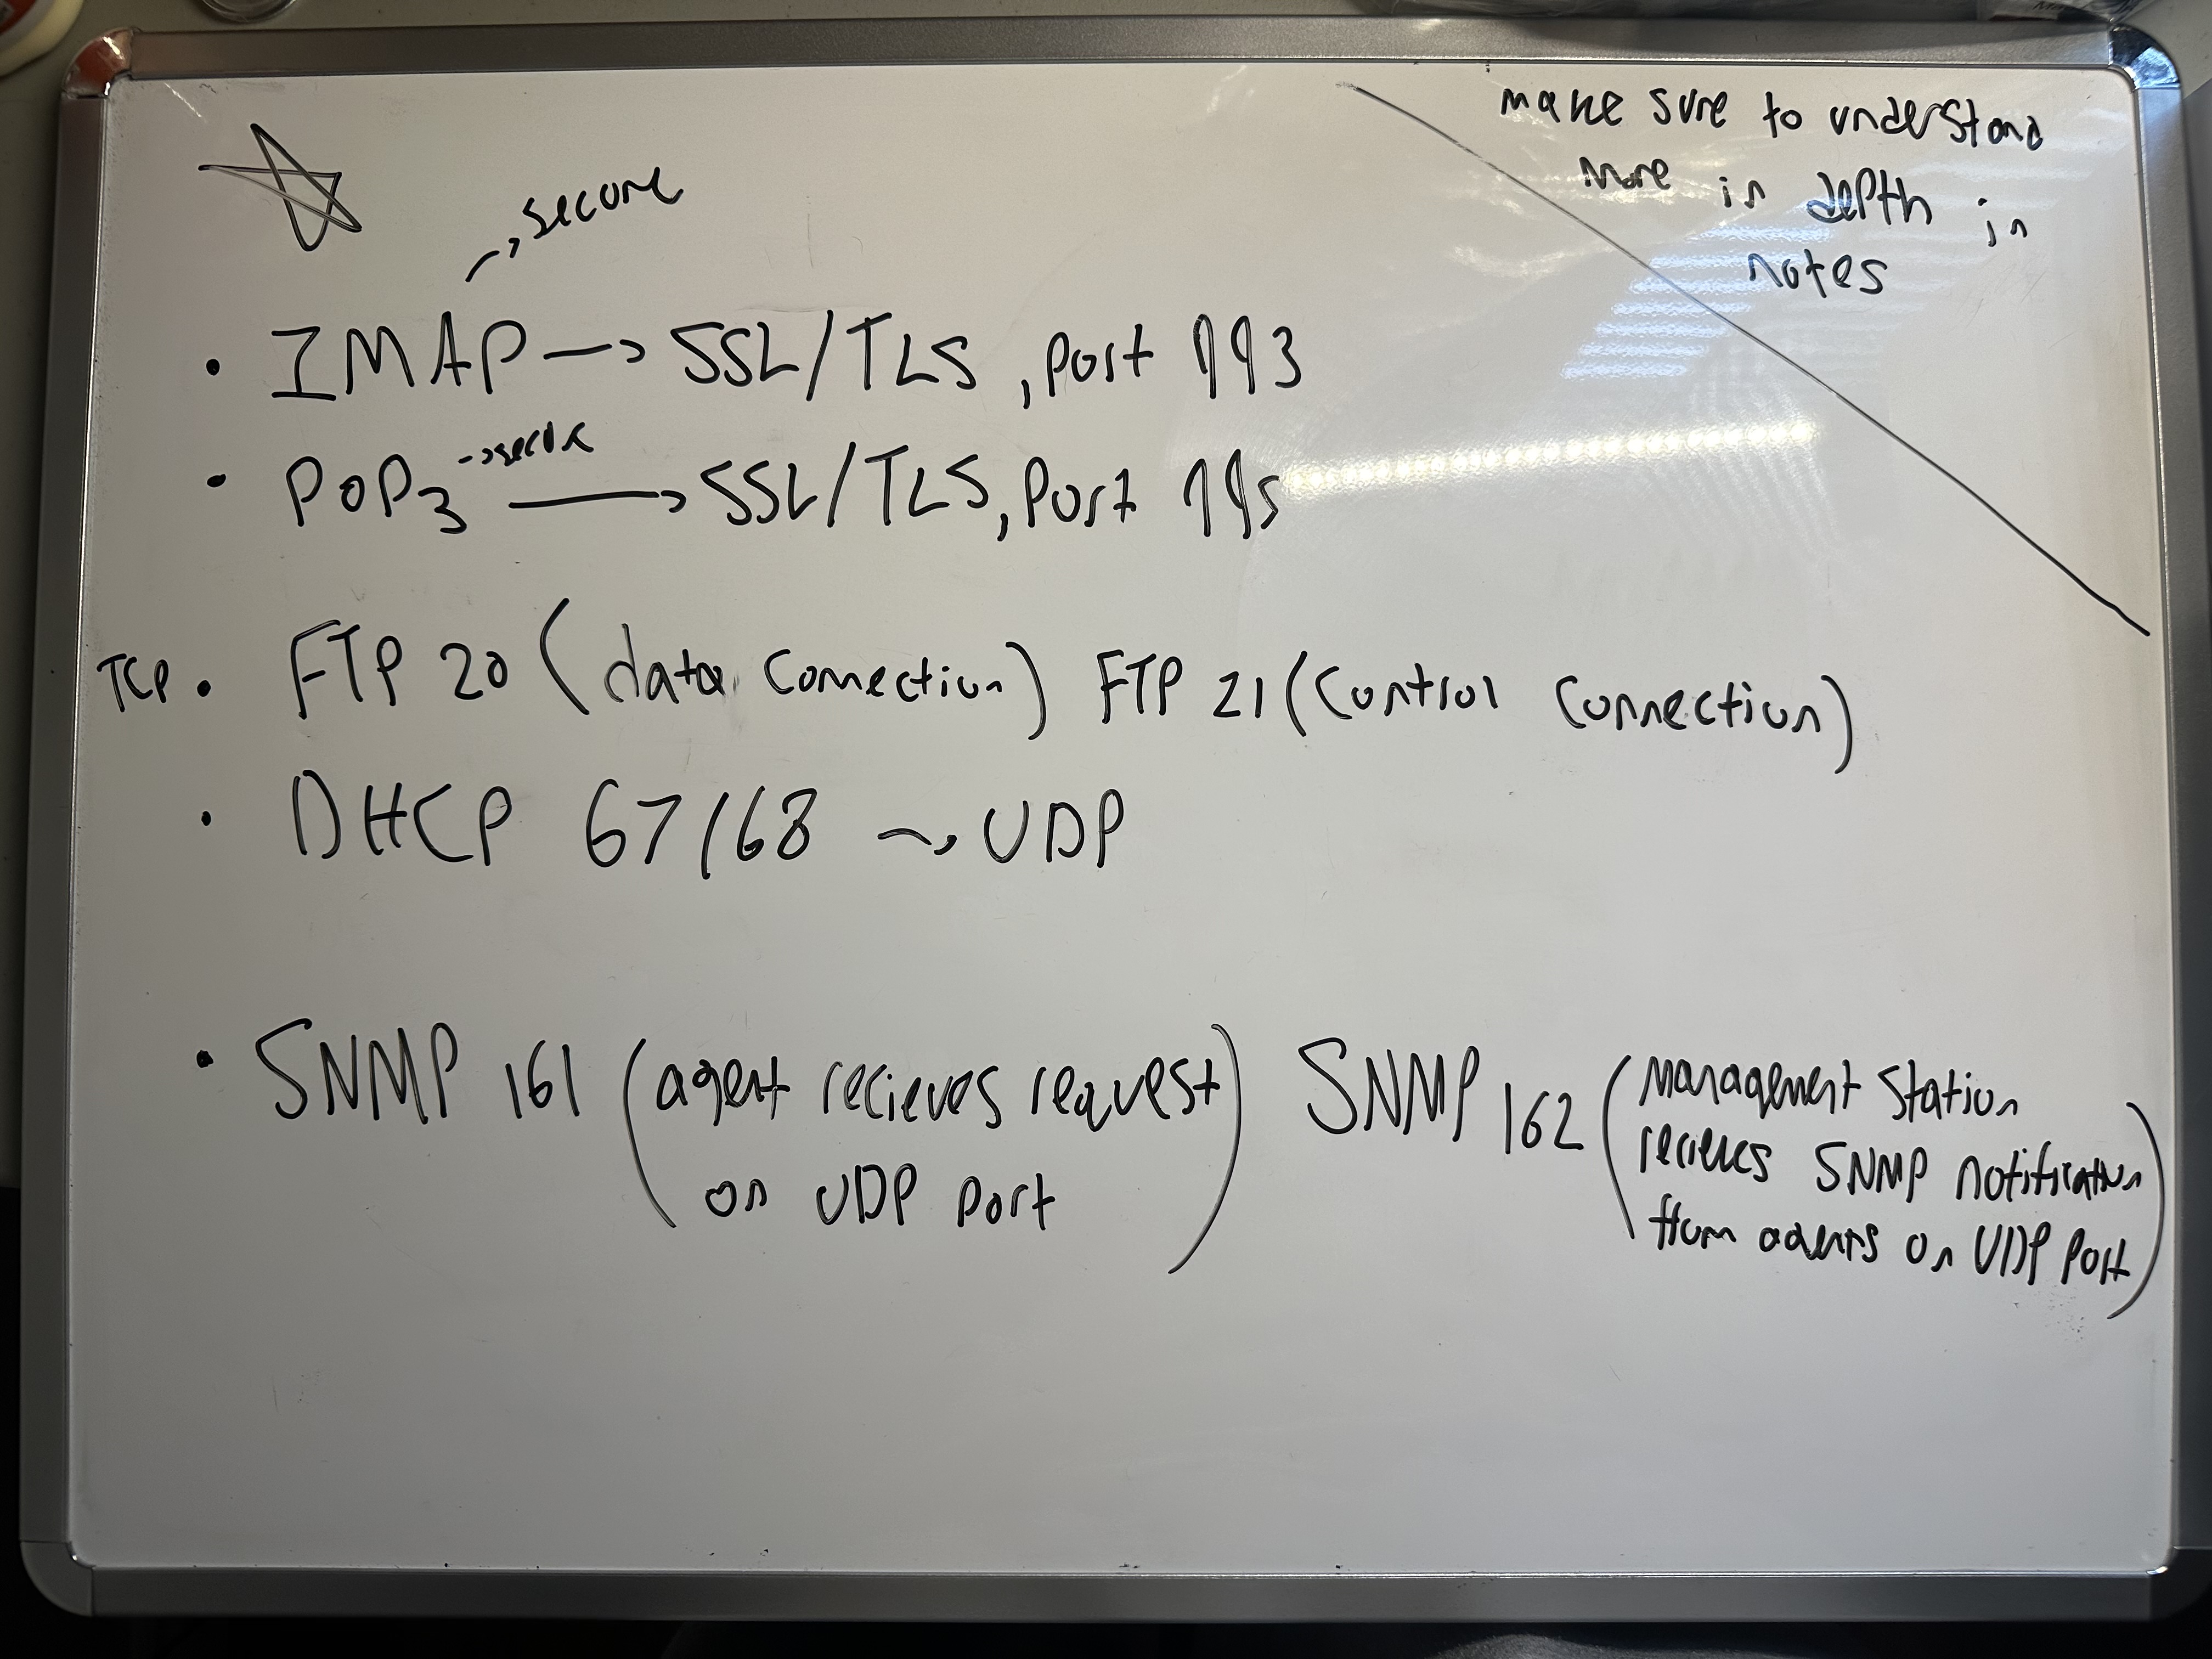 make sure to understand
more in depth in
notes
→ secure
• IMAP → SSL/TLS, Port 993
→ secure
• POP3 → SSL/TLS, Port 995
TCP • FTP 20 (data connection) FTP 21 (Control Connection)
• DHCP 67/68 → UDP
• SNMP 161 (agent recieves request
on UDP port)
SNMP 162 (Management Station
recieves SNMP notification
from agents on UDP Port)